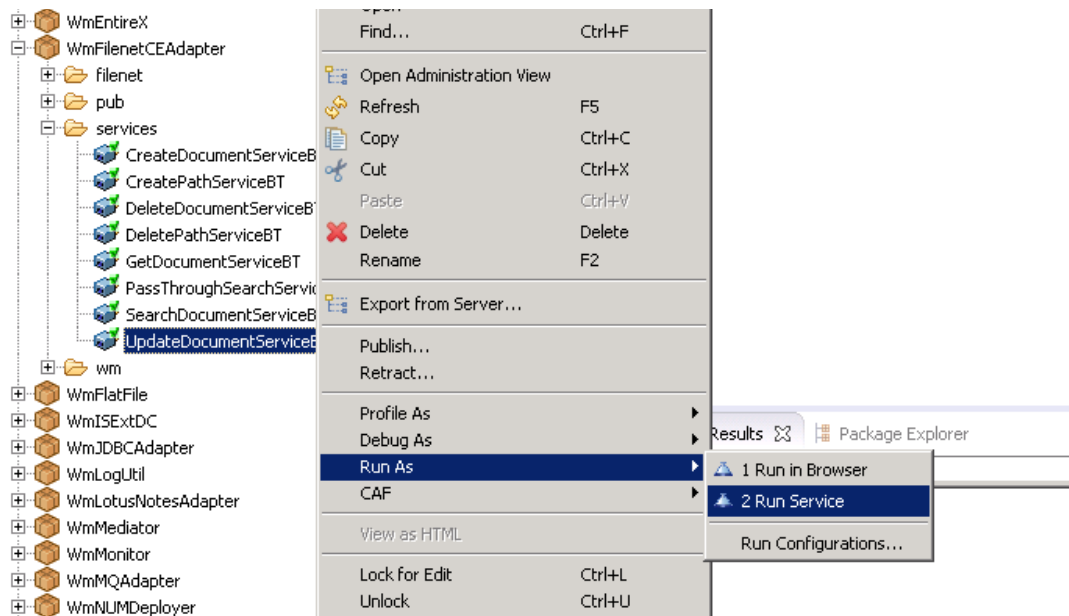 WmEntireX
WmFilenetCEAdapter
filenet
pub
services
CreateDocumentServiceB
CreatePathServiceBT
DeleteDocumentServiceB
DeletePathServiceBT
GetDocumentServiceBT
PassThroughSearchServic
SearchDocumentServiceB
UpdateDocumentServiceB
wm
WmFlatFile
WmISExtDC
WmJDBCAdapter
WmLogUtil
WmLotusNotesAdapter
WmMediator
WmMonitor
WmMQAdapter
WmNUMDeployer
Find... Ctrl+F
Open Administration View
Refresh F5
Copy Ctrl+C
Cut Ctrl+X
Paste Ctrl+V
Delete Delete
Rename F2
Export from Server...
Publish...
Retract...
Profile As
Debug As
Run As
CAF
View as HTML
Lock for Edit Ctrl+L
Unlock Ctrl+U
Results Package Explorer
1 Run in Browser
2 Run Service
Run Configurations...